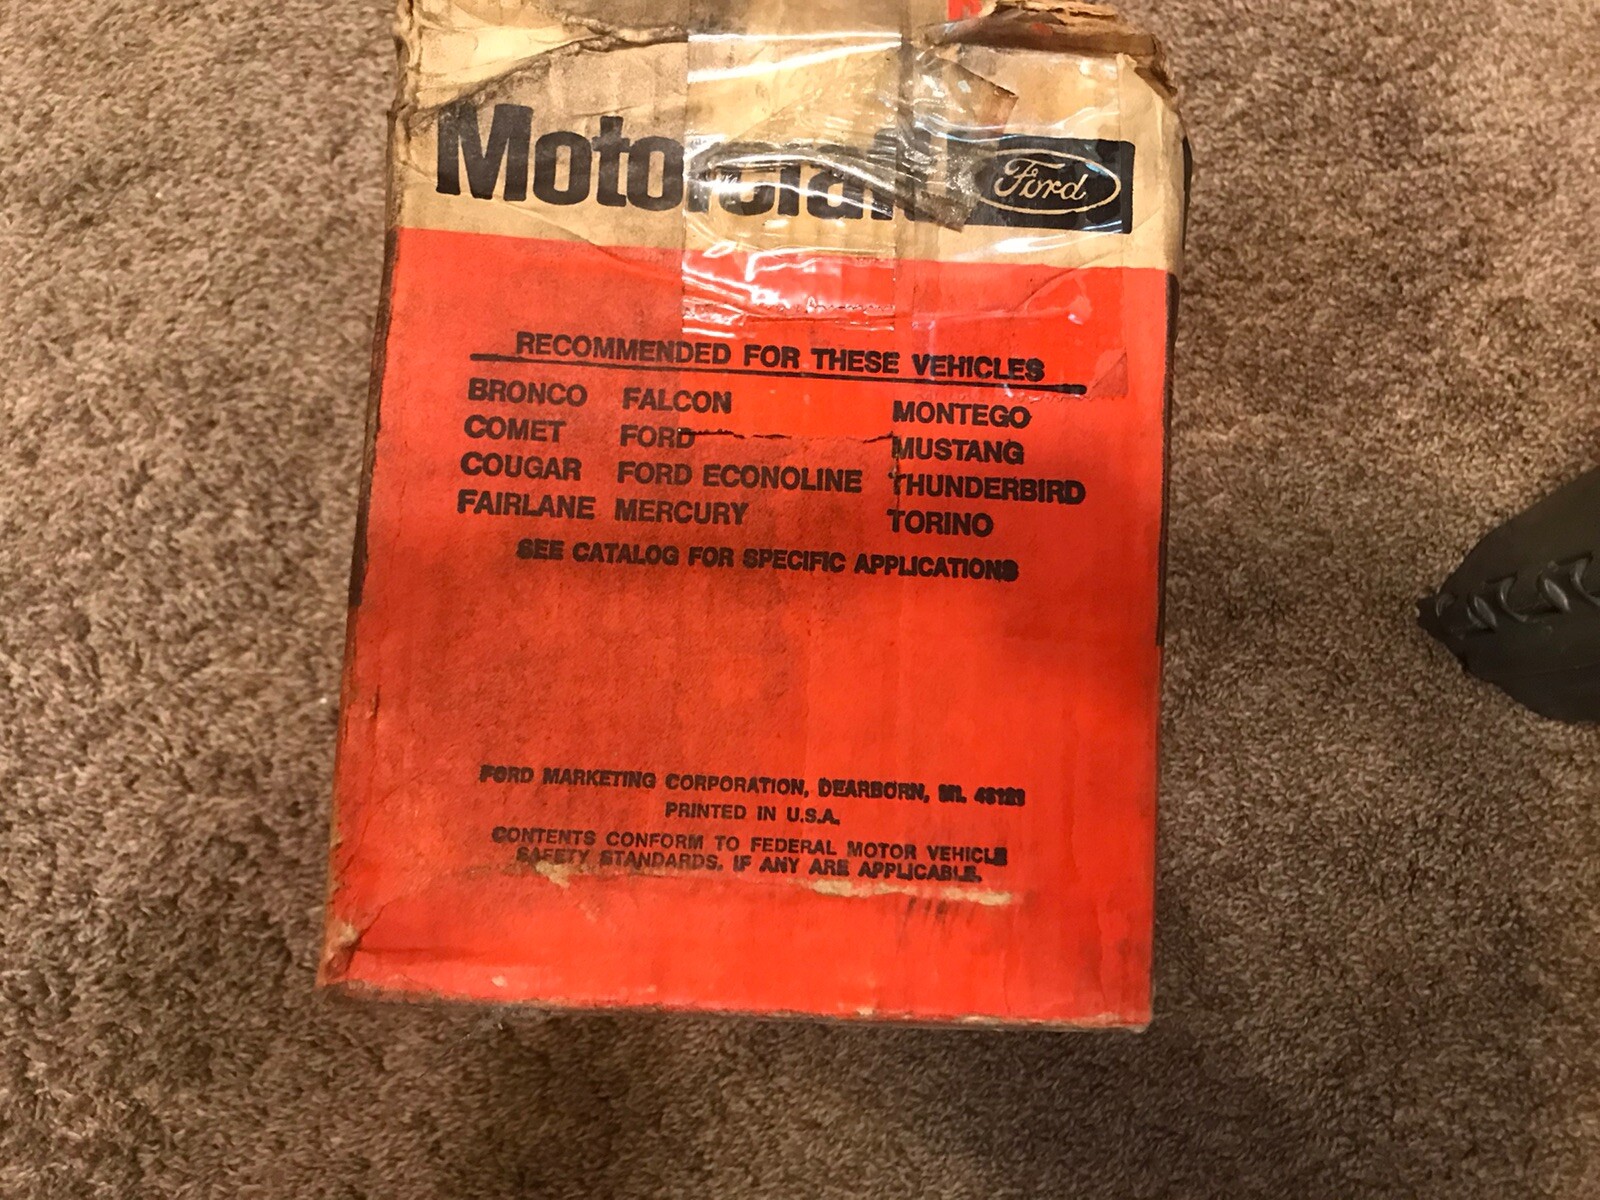 Motorcraft Ford
RECOMMENDED FOR THESE VEHICLES
BRONCO FALCON MONTEGO
COMET FORD MUSTANG
COUGAR FORD ECONOLINE THUNDERBIRD
FAIRLANE MERCURY TORINO
SEE CATALOG FOR SPECIFIC APPLICATIONS
FORD MARKETING CORPORATION, DEARBORN, MI.
PRINTED IN U.S.A.
CONTENTS CONFORM TO FEDERAL MOTOR VEHICLE
SAFETY STANDARDS, IF ANY ARE APPLICABLE.